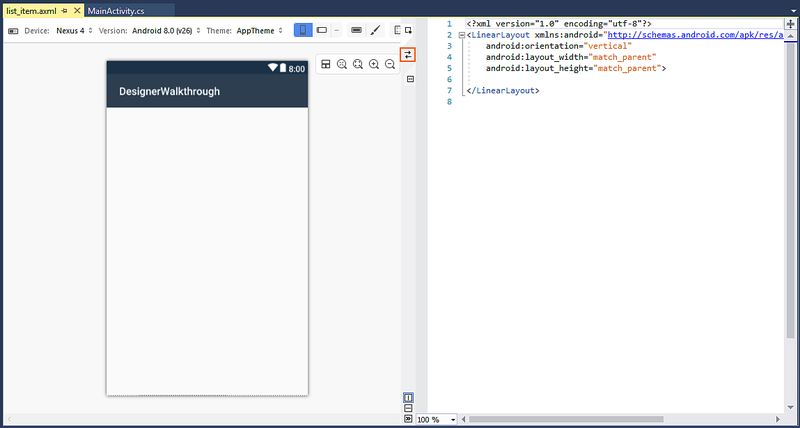 list_item.axml MainActivity.cs
Device: Nexus 4 Version: Android 8.0 (v26) Theme: AppTheme
8:00
DesignerWalkthrough
1 <?xml version="1.0" encoding="utf-8"?>
2 <LinearLayout xmlns:android="http://schemas.android.com/apk/res/a
3 android:orientation="vertical"
4 android:layout_width="match_parent"
5 android:layout_height="match_parent">
6
7 </LinearLayout>
8
100 %